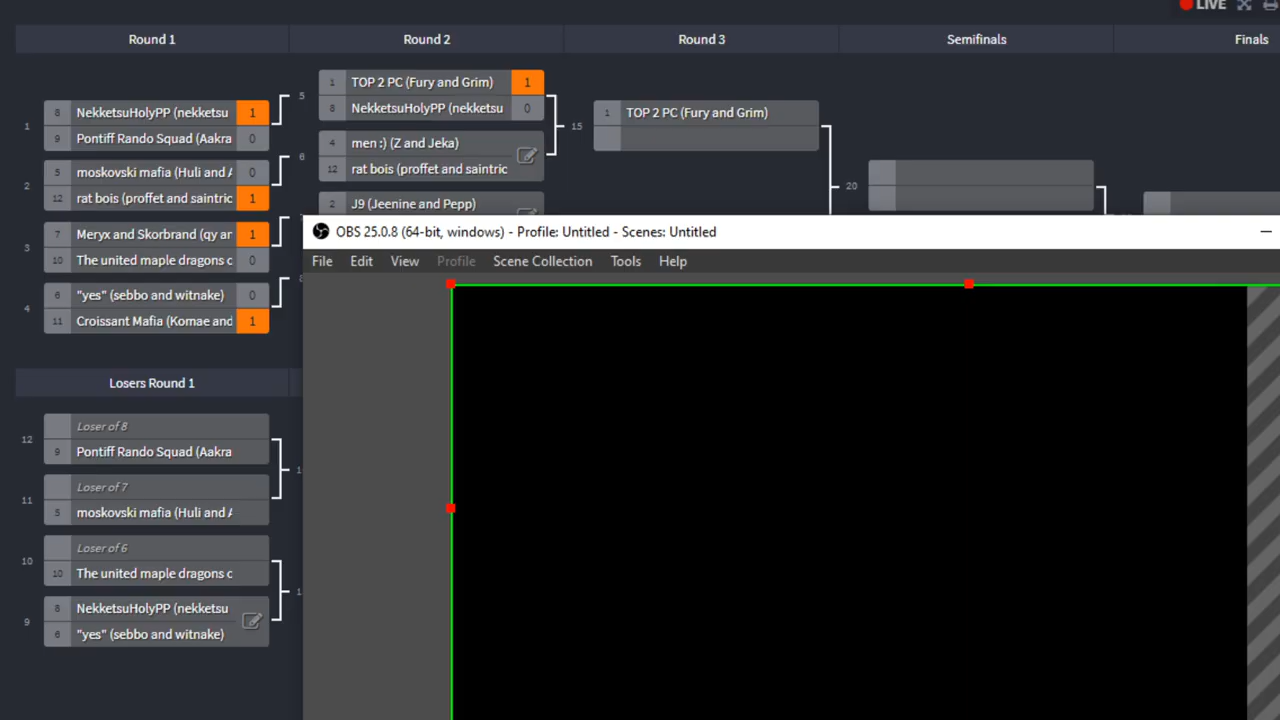 LIVE
Round 1
Round 2
Round 3
Semifinals
Finals
1
8 NekketsuHolyPP (nekketsu 1
9 Pontiff Rando Squad (Aakra 0
2
5 moskovski mafia (Huli and 0
12 rat bois (proffet and saintric 1
3
7 Meryx and Skorbrand (qy ar 1
10 The united maple dragons c 0
4
6 "yes" (sebbo and witnake) 0
11 Croissant Mafia (Komae and 1
5
1 TOP 2 PC (Fury and Grim) 1
8 NekketsuHolyPP (nekketsu 0
6
4 men :) (Z and Jeka)
12 rat bois (proffet and saintric
2 J9 (Jeenine and Pepp)
15
1 TOP 2 PC (Fury and Grim)
20
Losers Round 1
12
Loser of 8
9 Pontiff Rando Squad (Aakra
11
Loser of 7
5 moskovski mafia (Huli and
10
Loser of 6
10 The united maple dragons c
9
8 NekketsuHolyPP (nekketsu
6 "yes" (sebbo and witnake)
OBS 25.0.8 (64-bit, windows) - Profile: Untitled - Scenes: Untitled
File Edit View Profile Scene Collection Tools Help